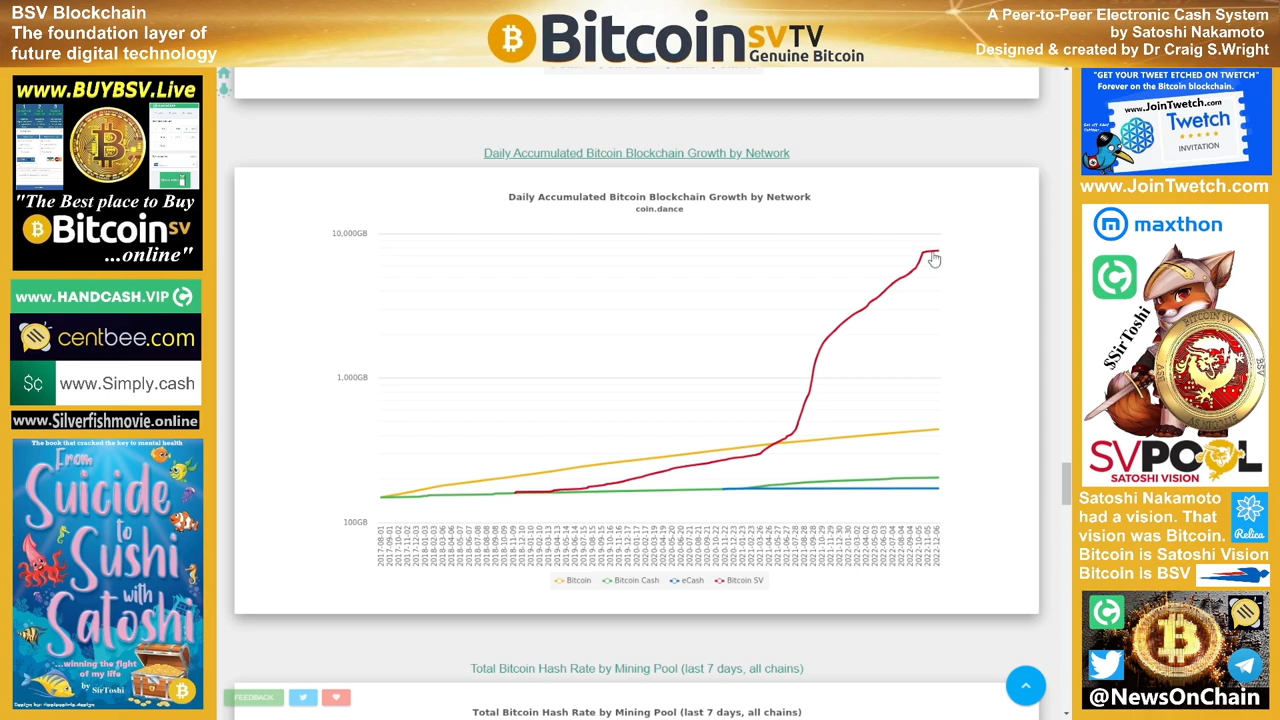 BSV Blockchain
The foundation layer of
future digital technology
Bitcoin SV TV
Genuine Bitcoin
A Peer-to-Peer Electronic Cash System
by Satoshi Nakamoto
Designed & created by Dr Craig S.Wright
www.BUYBSV.Live
"The Best place to Buy
BitcoinSV
...online"
www.HANDCASH.VIP
centbee.com
$c
www.Simply.cash
www.Silverfishmovie.online
The book that cracked the key to mental health
From
Suicide
to
Sushi
with
Satoshi
...winning the fight
of my life
by SirToshi
Daily Accumulated Bitcoin Blockchain Growth by Network
Daily Accumulated Bitcoin Blockchain Growth by Network
coin.dance
10,000GB
1,000GB
100GB
Bitcoin
Bitcoin Cash
eCash
Bitcoin SV
Total Bitcoin Hash Rate by Mining Pool (last 7 days, all chains)
FEEDBACK
Total Bitcoin Hash Rate by Mining Pool (last 7 days, all chains)
"GET YOUR TWEET ETCHED ON TWETCH"
Forever on the Bitcoin blockchain.
www.JoinTwetch.com
Twetch
INVITATION
www.JoinTwetch.com
maxthon
$SirToshi
BITCOIN SV
BSV
SVPOOL
SATOSHI VISION
Satoshi Nakamoto
had a vision. That
vision was Bitcoin.
Relica
Bitcoin is Satoshi Vision
Bitcoin is BSV
@NewsOnChain